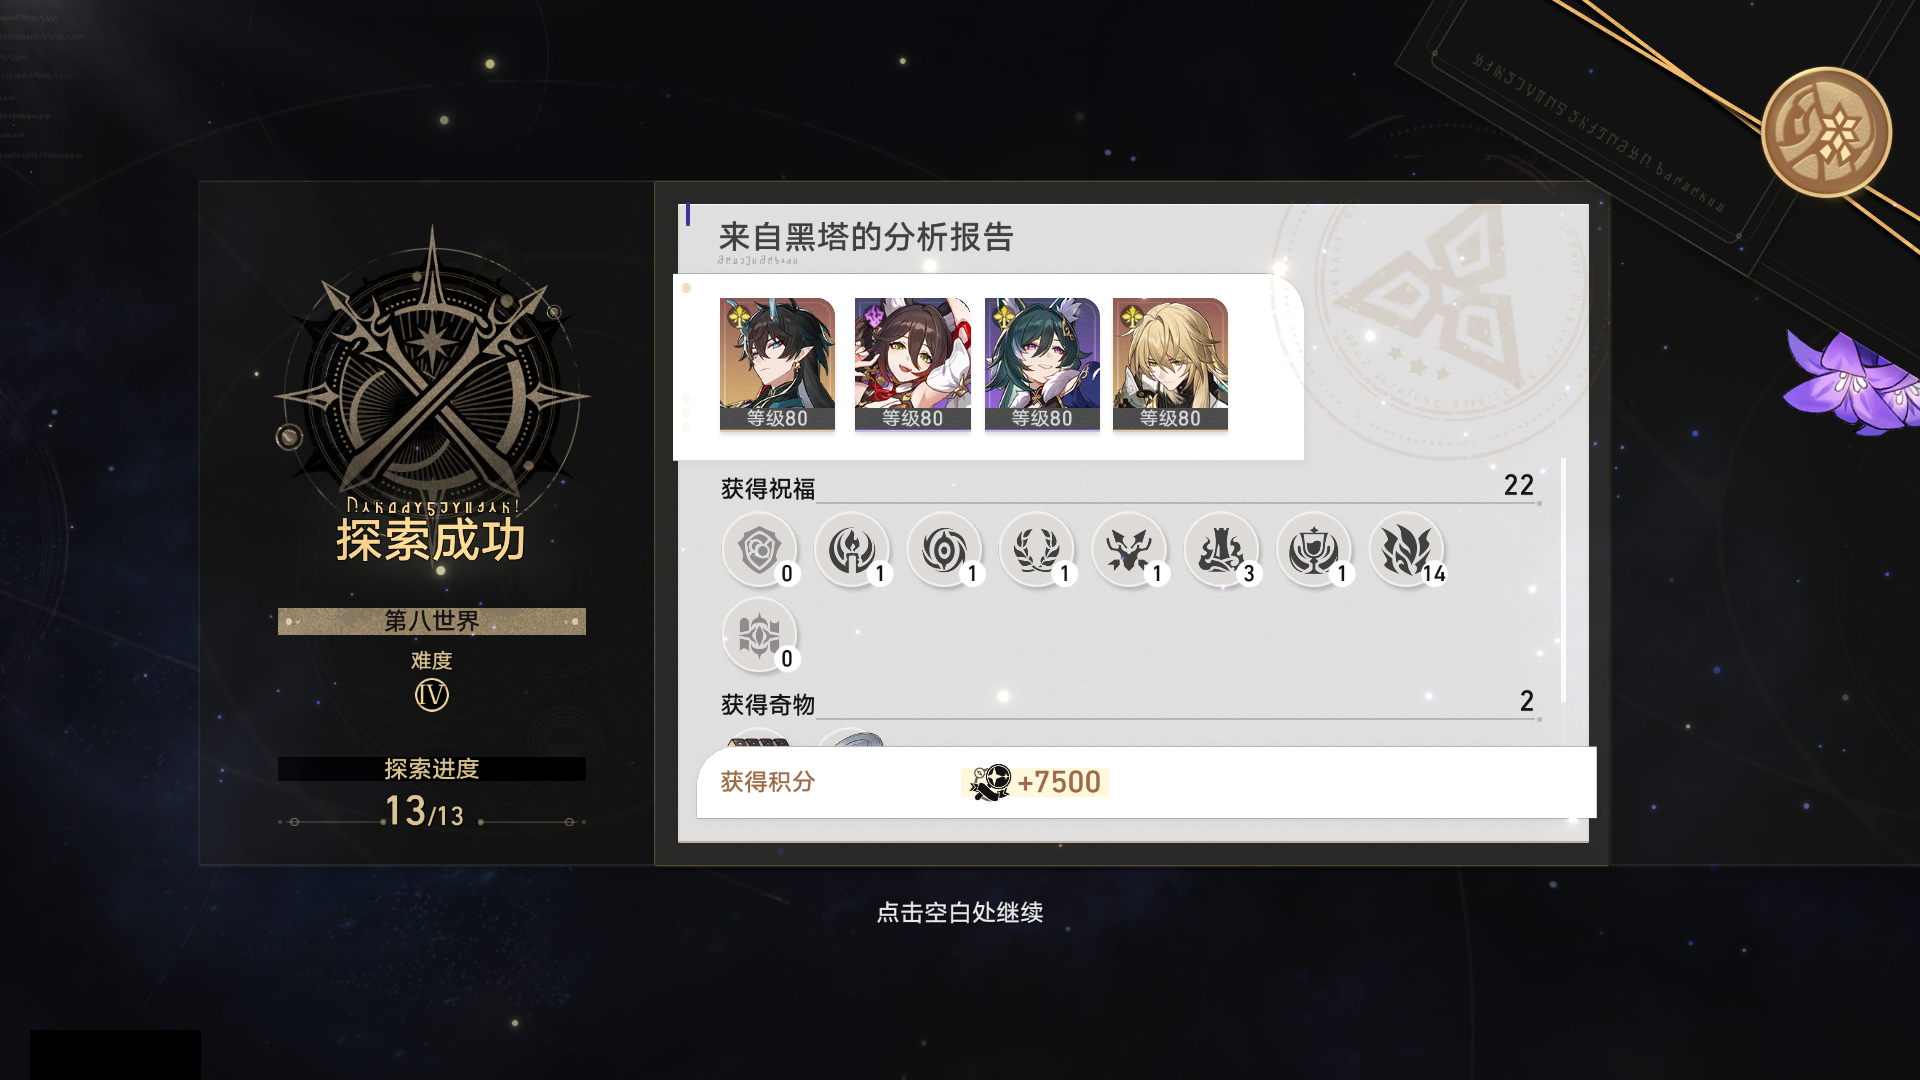 来自黑塔的分析报告
等级80
等级80
等级80
等级80
获得祝福
22
0
1
1
1
1
3
1
14
0
获得奇物
2
获得积分
+7500
探索成功
第八世界
难度
IV
探索进度
13/13
点击空白处继续